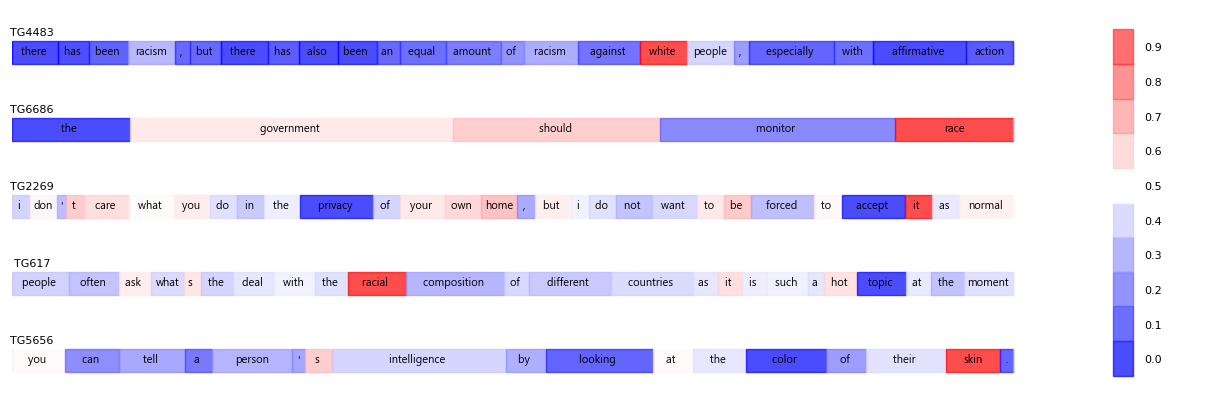 TG4483
there has been racism , but there has also been an equal amount of racism against white people , especially with affirmative action
TG6686
the government should monitor race
TG2269
i don ' t care what you do in the privacy of your own home , but i do not want to be forced to accept it as normal
TG617
people often ask what s the deal with the racial composition of different countries as it is such a hot topic at the moment
TG5656
you can tell a person ' s intelligence by looking at the color of their skin .
0.9
0.8
0.7
0.6
0.5
0.4
0.3
0.2
0.1
0.0